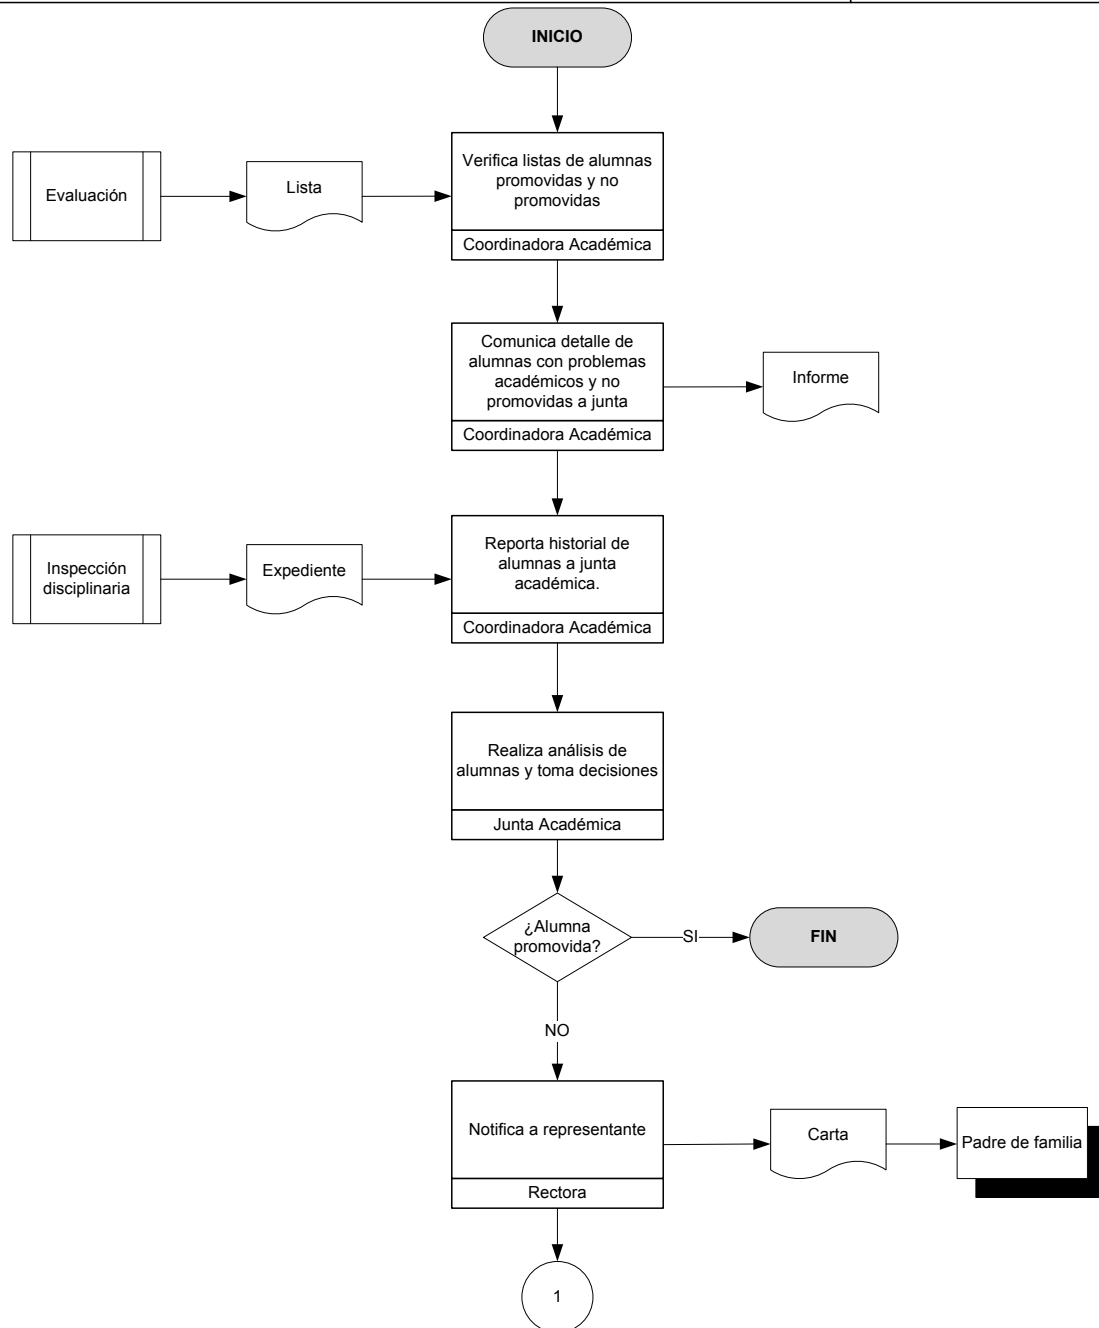 INICIO
Evaluación
Lista
Verifica listas de alumnas
promovidas y no
promovidas
Coordinadora Académica
Comunica detalle de
alumnas con problemas
académicos y no
promovidas a junta
Coordinadora Académica
Informe
Inspección
disciplinaria
Expediente
Reporta historial de
alumnas a junta
académica.
Coordinadora Académica
Realiza análisis de
alumnas y toma decisiones
Junta Académica
¿Alumna
promovida?
SI
FIN
NO
Notifica a representante
Rectora
Carta
Padre de familia
1